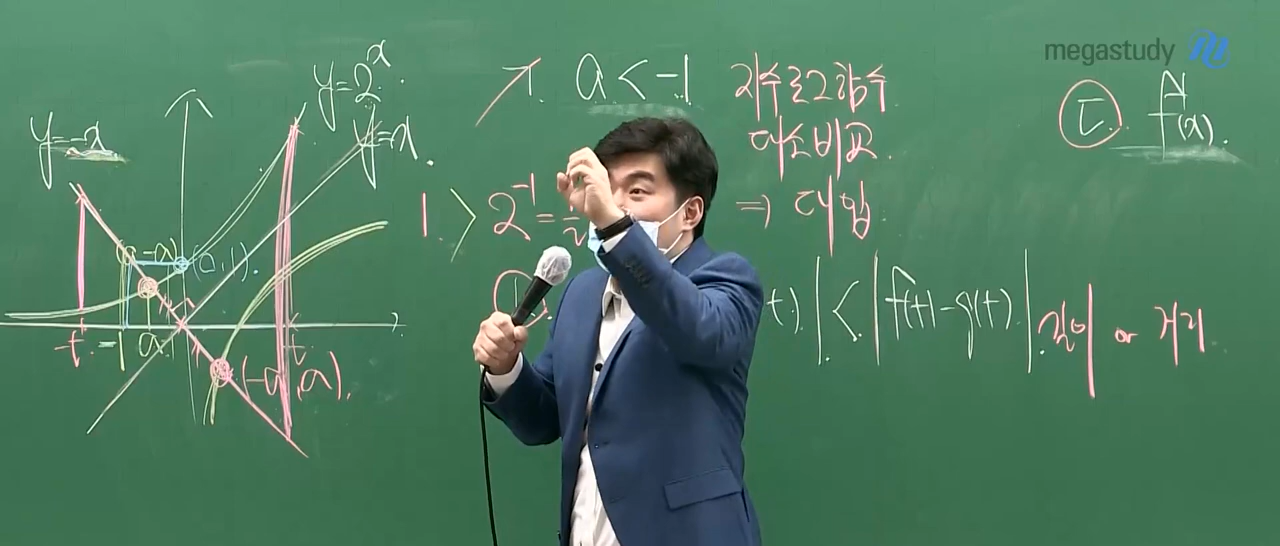 megastudy
y=-x
y=2^x.
y=x.
(0,1).
(-a,a).
-t
a
t
a<-1
지수로그함수
대소비교
⇒ 대입
1 > 2^-1 = 1/2
t)| < |f(t)-g(t)|.
길이 or 거리
ㄷ.
f(x).